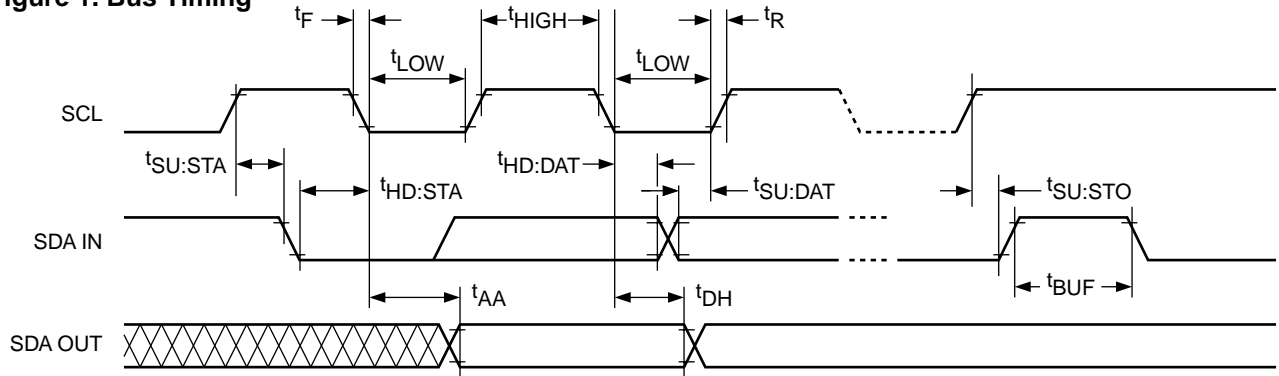 Figure 1. Bus Timing
tF tHIGH tR
tLOW tLOW
SCL
tSU:STA tHD:STA tHD:DAT tSU:DAT tSU:STO
SDA IN
tAA tDH tBUF
SDA OUT